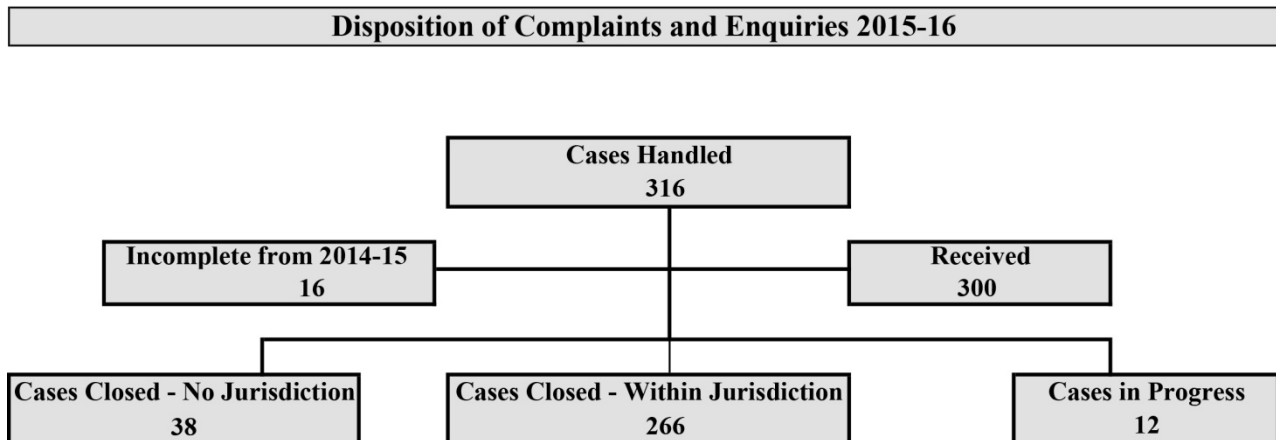 Disposition of Complaints and Enquiries 2015-16
Cases Handled
316
Incomplete from 2014-15
16
Received
300
Cases Closed - No Jurisdiction
38
Cases Closed - Within Jurisdiction
266
Cases in Progress
12